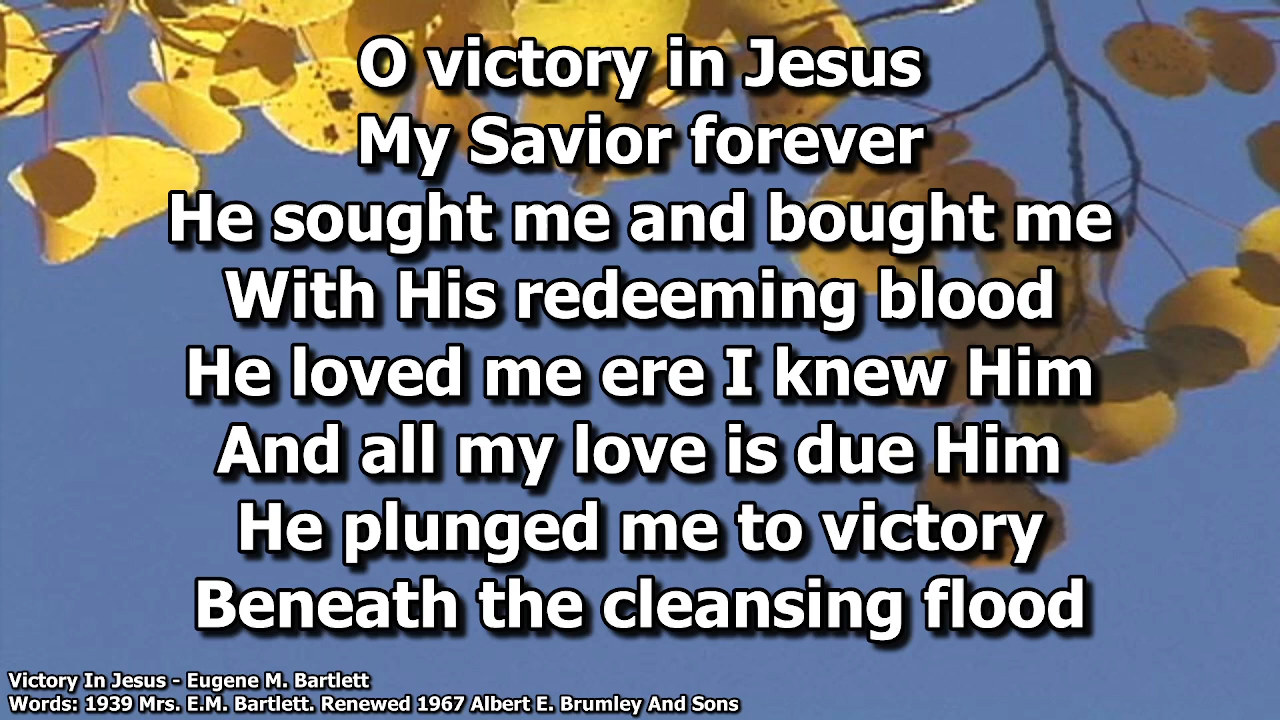 O victory in Jesus
My Savior forever
He sought me and bought me
With His redeeming blood
He loved me ere I knew Him
And all my love is due Him
He plunged me to victory
Beneath the cleansing flood
Victory In Jesus - Eugene M. Bartlett
Words: 1939 Mrs. E.M. Bartlett. Renewed 1967 Albert E. Brumley And Sons